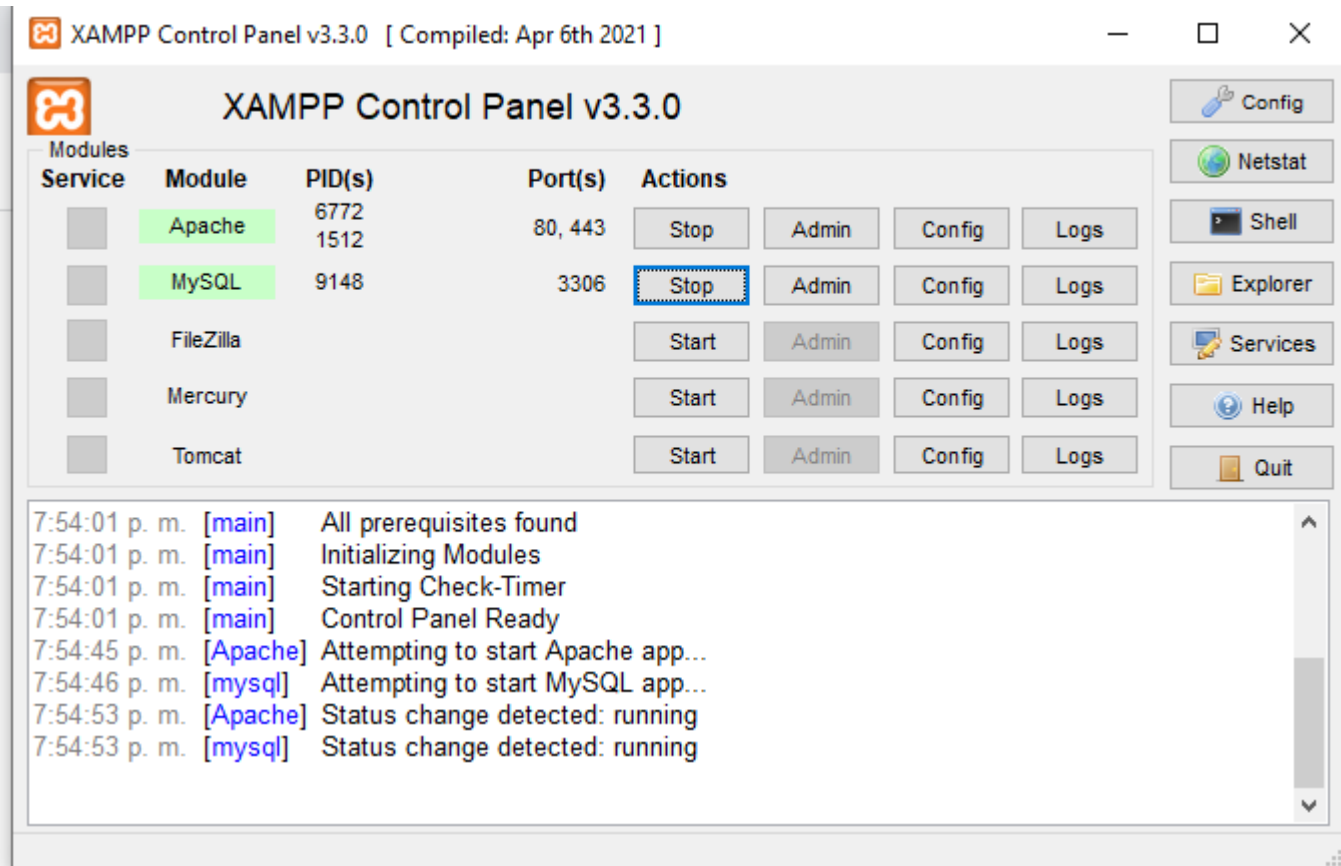 XAMPP Control Panel v3.3.0 [ Compiled: Apr 6th 2021 ]
XAMPP Control Panel v3.3.0
Config
Modules
Netstat
Service Module PID(s) Port(s) Actions
Apache 6772 1512 80, 443 Stop Admin Config Logs
Shell
MySQL 9148 3306 Stop Admin Config Logs
Explorer
FileZilla Start Admin Config Logs
Services
Mercury Start Admin Config Logs
Help
Tomcat Start Admin Config Logs
Quit
7:54:01 p. m. [main] All prerequisites found
7:54:01 p. m. [main] Initializing Modules
7:54:01 p. m. [main] Starting Check-Timer
7:54:01 p. m. [main] Control Panel Ready
7:54:45 p. m. [Apache] Attempting to start Apache app...
7:54:46 p. m. [mysql] Attempting to start MySQL app...
7:54:53 p. m. [Apache] Status change detected: running
7:54:53 p. m. [mysql] Status change detected: running